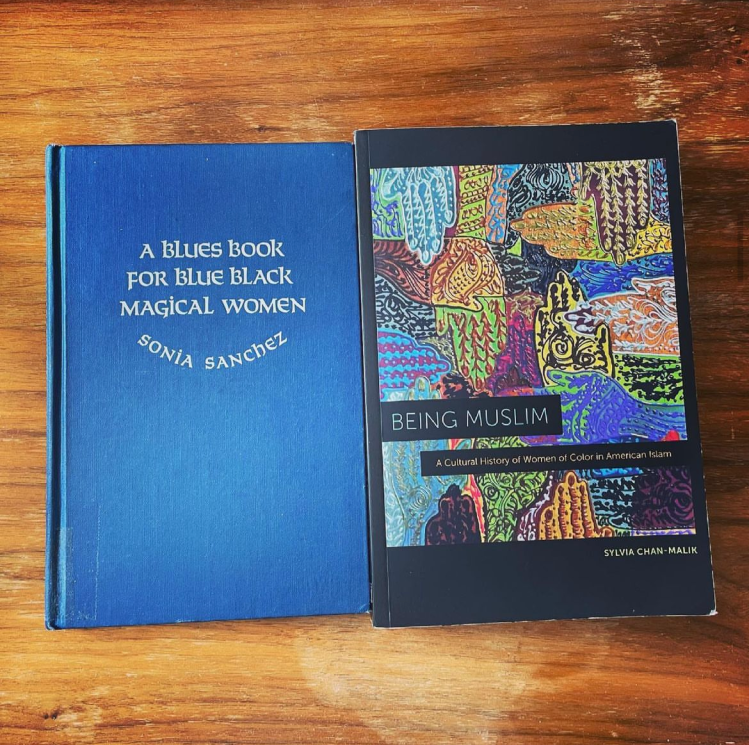 A BLUES BOOK
FOR BLUE BLACK
MAGICAL WOMEN
SONIA SANCHEZ
BEING MUSLIM
A Cultural History of Women of Color in American Islam
SYLVIA CHAN-MALIK